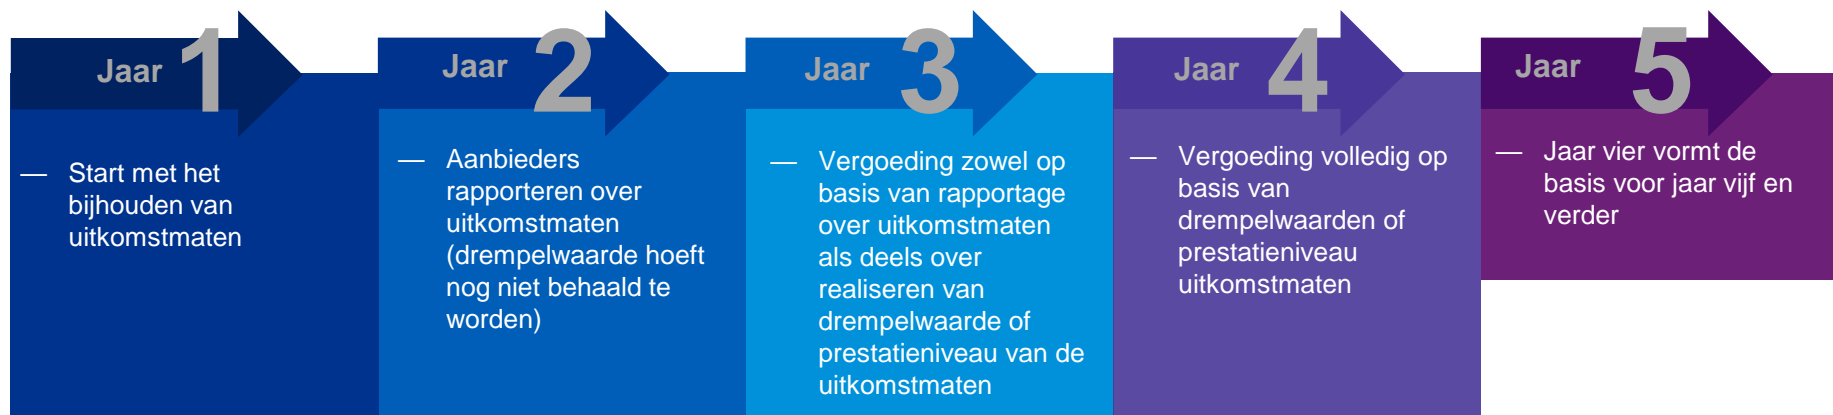 Jaar 1
— Start met het
bijhouden van
uitkomstmaten
Jaar 2
— Aanbieders
rapporteren over
uitkomstmaten
(drempelwaarde hoeft
nog niet behaald te
worden)
Jaar 3
— Vergoeding zowel op
basis van rapportage
over uitkomstmaten
als deels over
realiseren van
drempelwaarde of
prestatieniveau van de
uitkomstmaten
Jaar 4
— Vergoeding volledig op
basis van
drempelwaarden of
prestatieniveau
uitkomstmaten
Jaar 5
— Jaar vier vormt de
basis voor jaar vijf en
verder